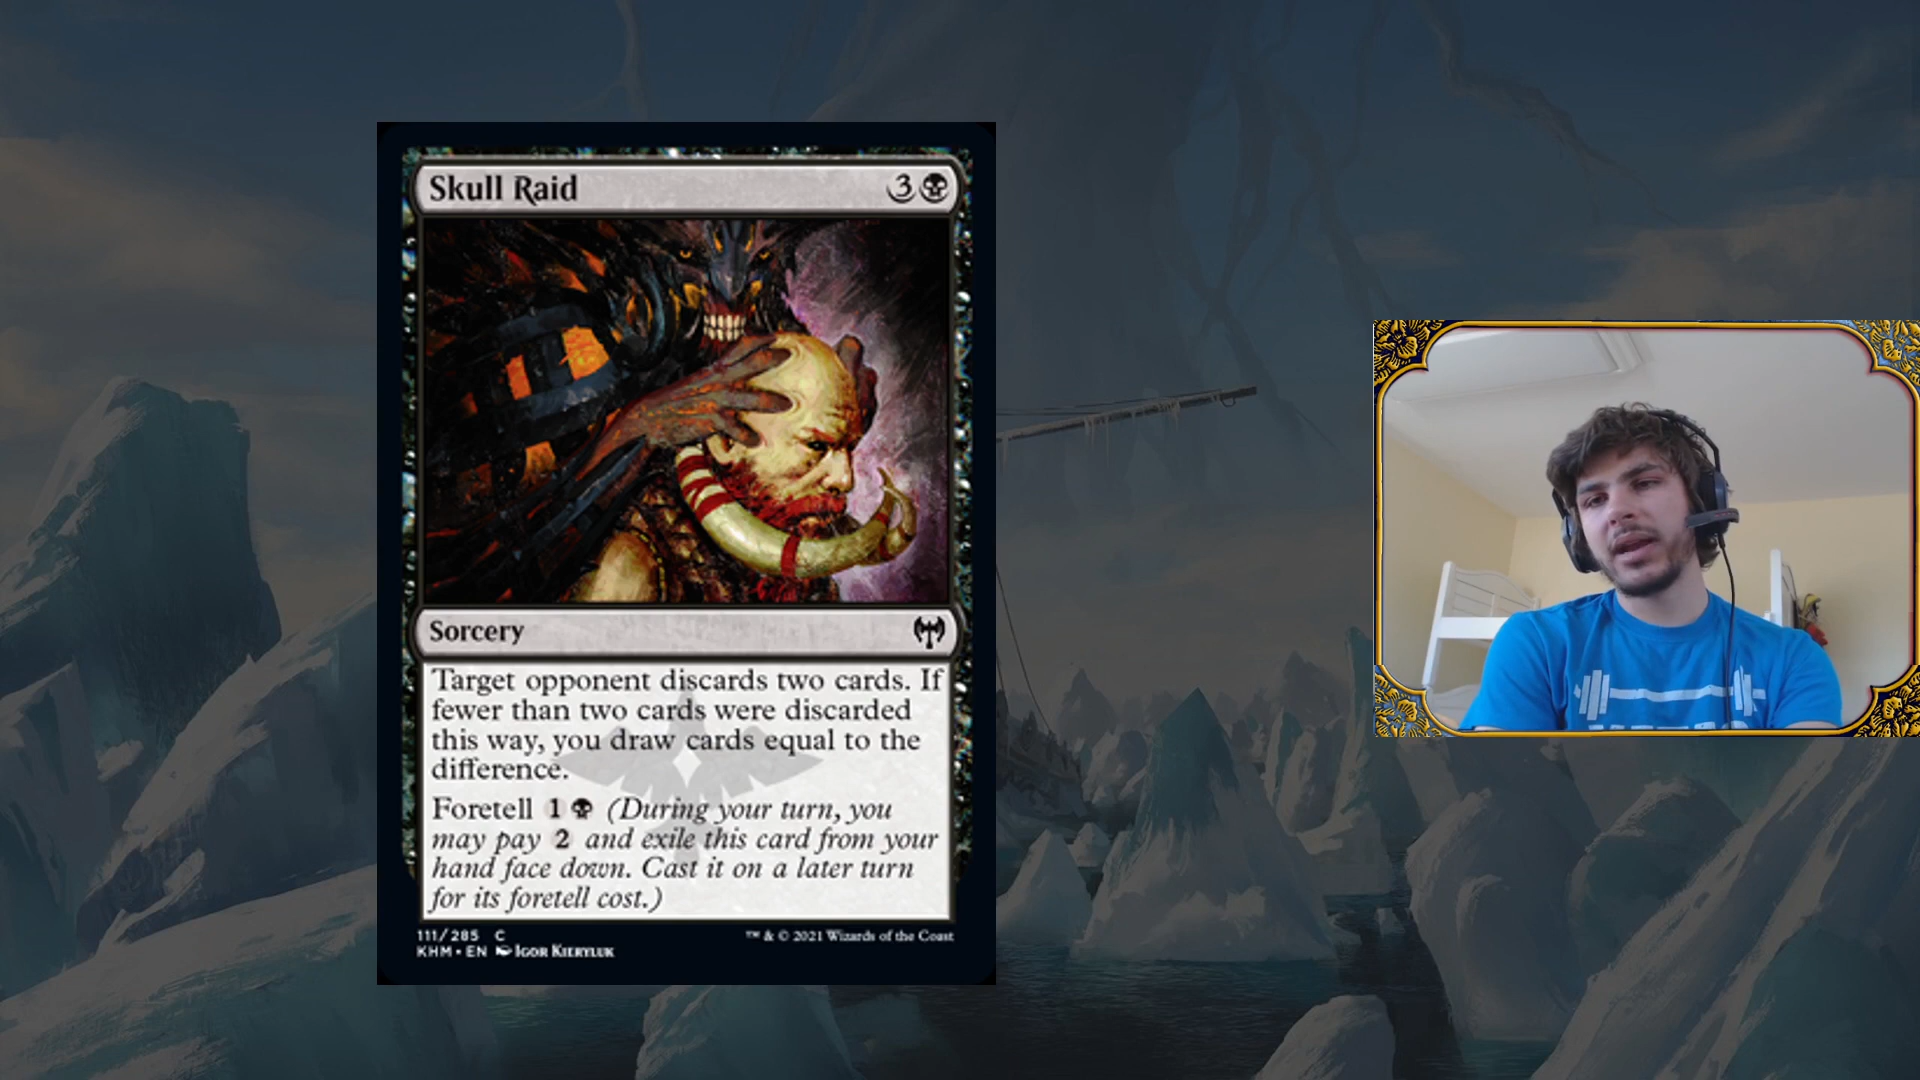 Skull Raid 3
Sorcery
Target opponent discards two cards. If
fewer than two cards were discarded
this way, you draw cards equal to the
difference.
Foretell 1 (During your turn, you
may pay 2 and exile this card from your
hand face down. Cast it on a later turn
for its foretell cost.)
111/285 C
™ & © 2021 Wizards of the Coast
KHM • EN Igor Kieryluk